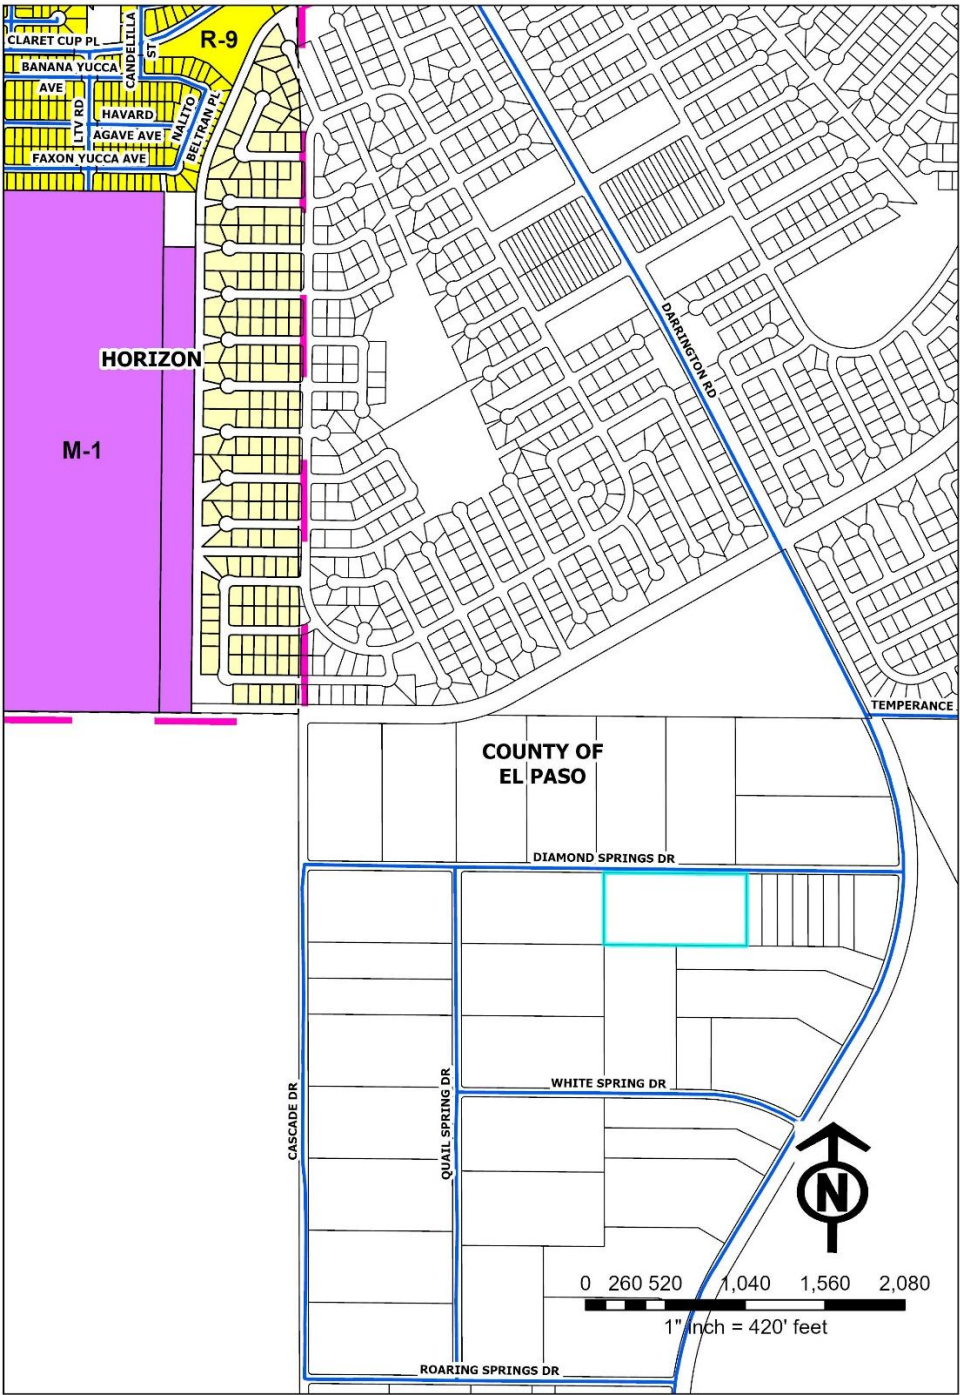 CLARET CUP PL
CANDELILLA
ST
R-9
BANANA YUCCA
AVE
LTV RD
HAVARD
AGAVE AVE
NALITO
BELTRAN PL
FAXON YUCCA AVE
HORIZON
M-1
DARRINGTON RD
TEMPERANCE
COUNTY OF
EL PASO
DIAMOND SPRINGS DR
CASCADE DR
QUAIL SPRING DR
WHITE SPRING DR
N
0 260 520 1,040 1,560 2,080
1" inch = 420' feet
ROARING SPRINGS DR